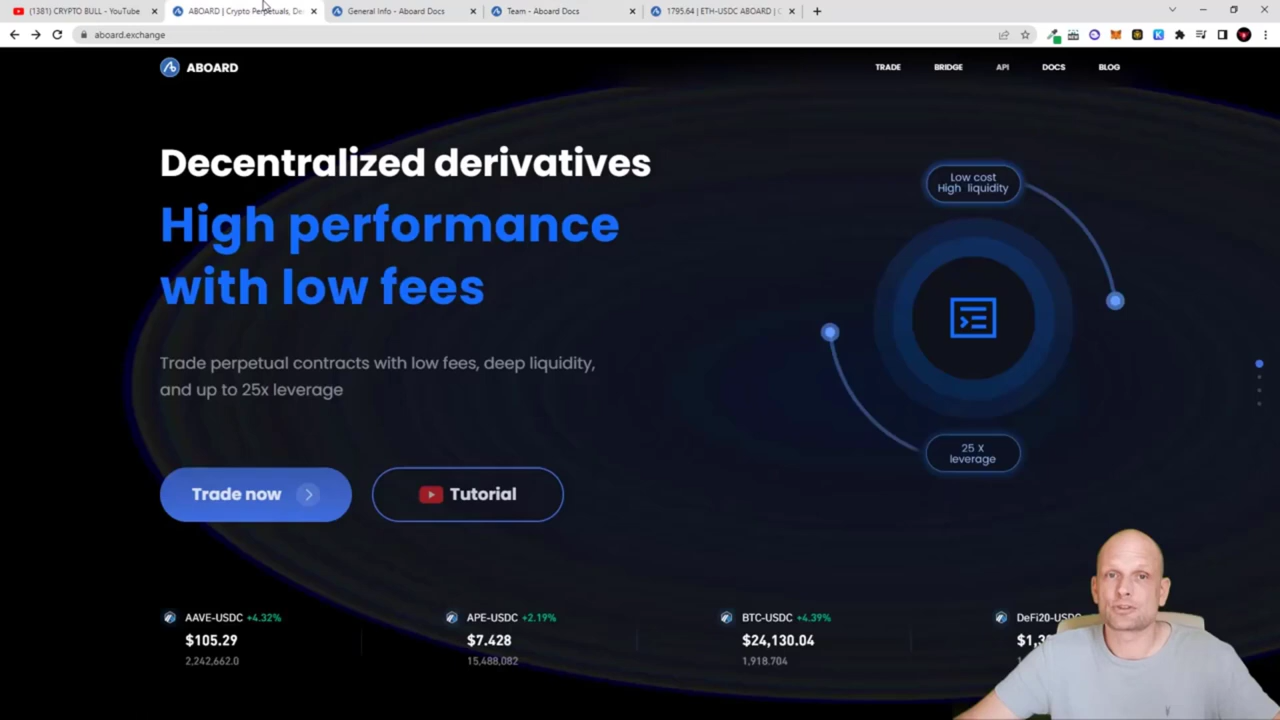 (1381) CRYPTO BULL - YouTube
ABOARD | Crypto Perpetuals, De
General Info - Aboard Docs
Team - Aboard Docs
1795.64 | ETH-USDC ABOARD |
aboard.exchange
ABOARD
TRADE
BRIDGE
API
DOCS
BLOG
Decentralized derivatives
High performance
with low fees
Trade perpetual contracts with low fees, deep liquidity,
and up to 25x leverage
Trade now
Tutorial
Low cost
High liquidity
25 X
leverage
AAVE-USDC +4.32%
$105.29
2,242,662.0
APE-USDC +2.19%
$7.428
15,488,082
BTC-USDC +4.39%
$24,130.04
1,918.704
DeFi20-USDC